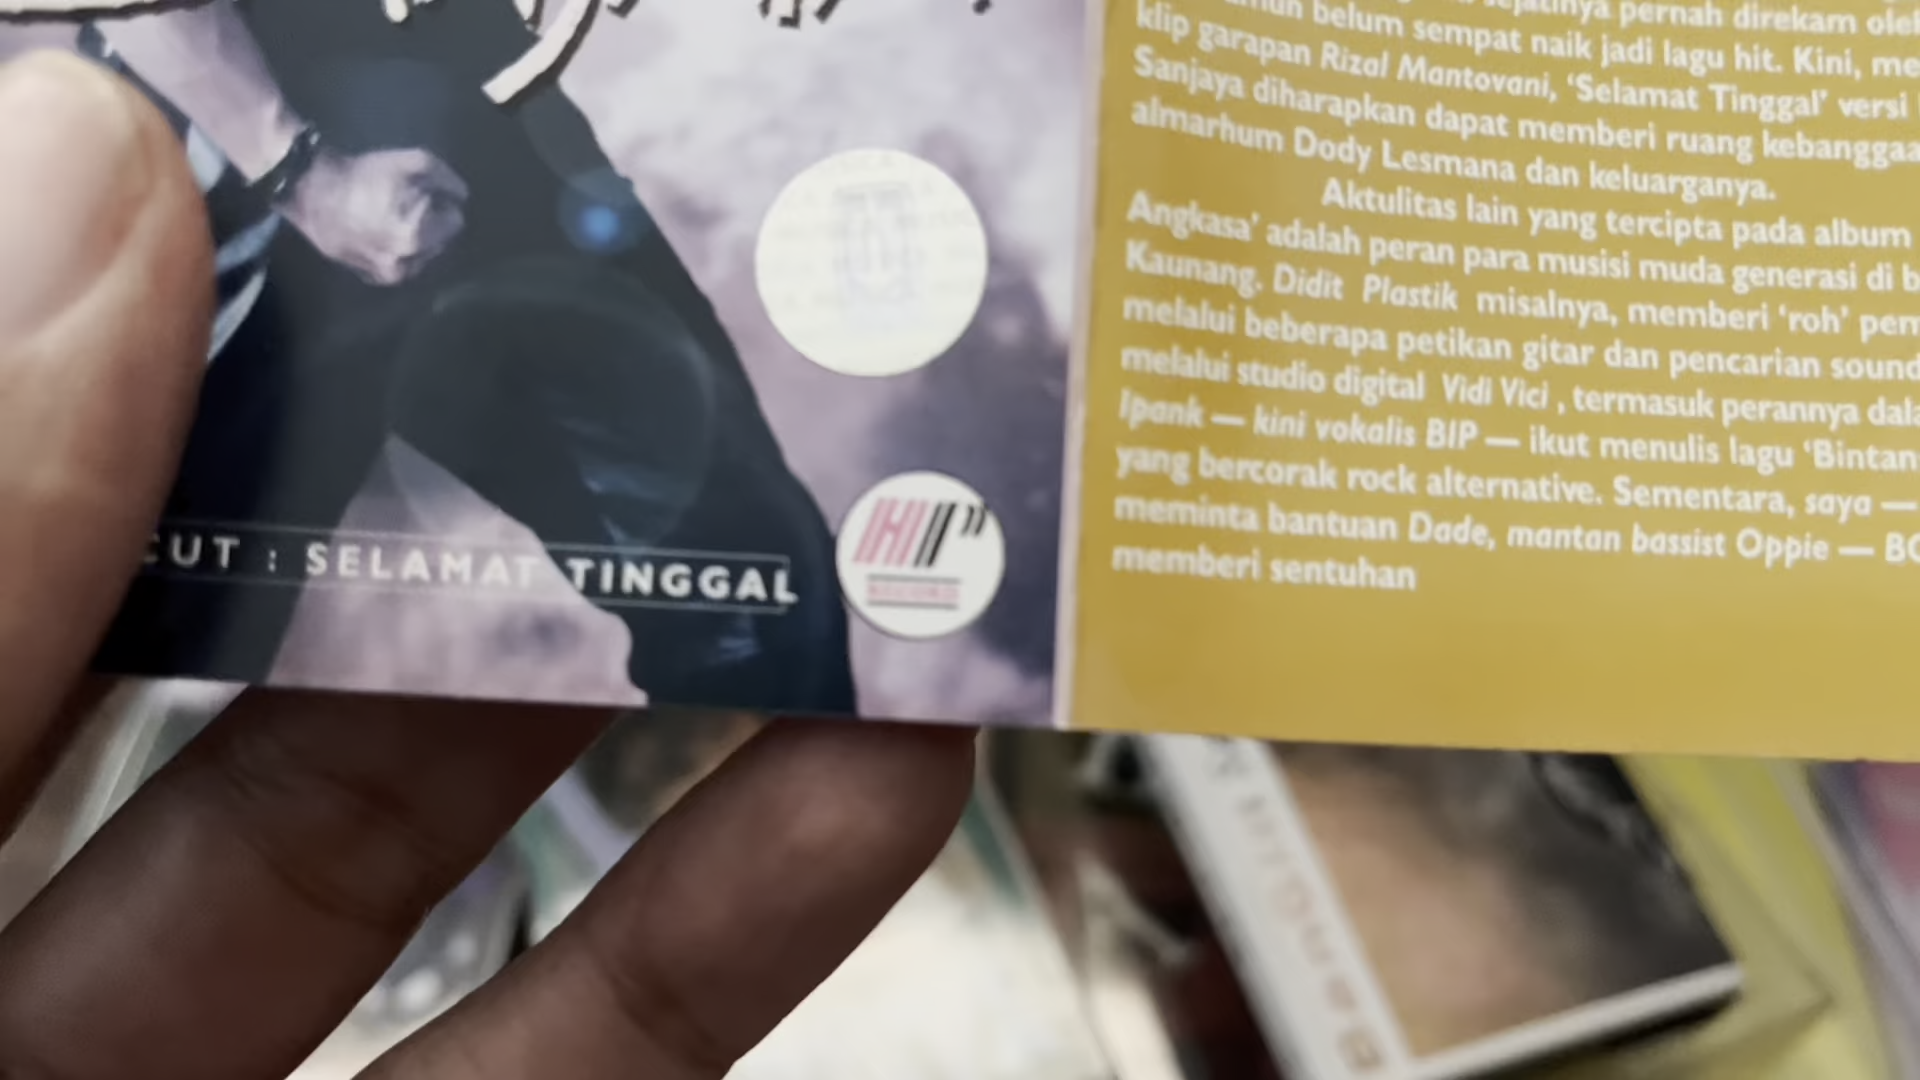 CUT : SELAMAT TINGGAL
HR
pernah direkam oleh
belum sempat naik jadi lagu hit. Kini, me
klip garapan Rizal Mantovani, ‘Selamat Tinggal’ versi
Sanjaya diharapkan dapat memberi ruang kebanggaa
almarhum Dody Lesmana dan keluarganya.
Aktulitas lain yang tercipta pada album
Angkasa’ adalah peran para musisi muda generasi di b
Kaunang. Didit Plastik misalnya, memberi ‘roh’ pem
melalui beberapa petikan gitar dan pencarian sound
melalui studio digital Vidi Vici , termasuk perannya dala
Ipank — kini vokalis BIP — ikut menulis lagu ‘Bintan
yang bercorak rock alternative. Sementara, saya —
meminta bantuan Dade, mantan bassist Oppie — BO
memberi sentuhan